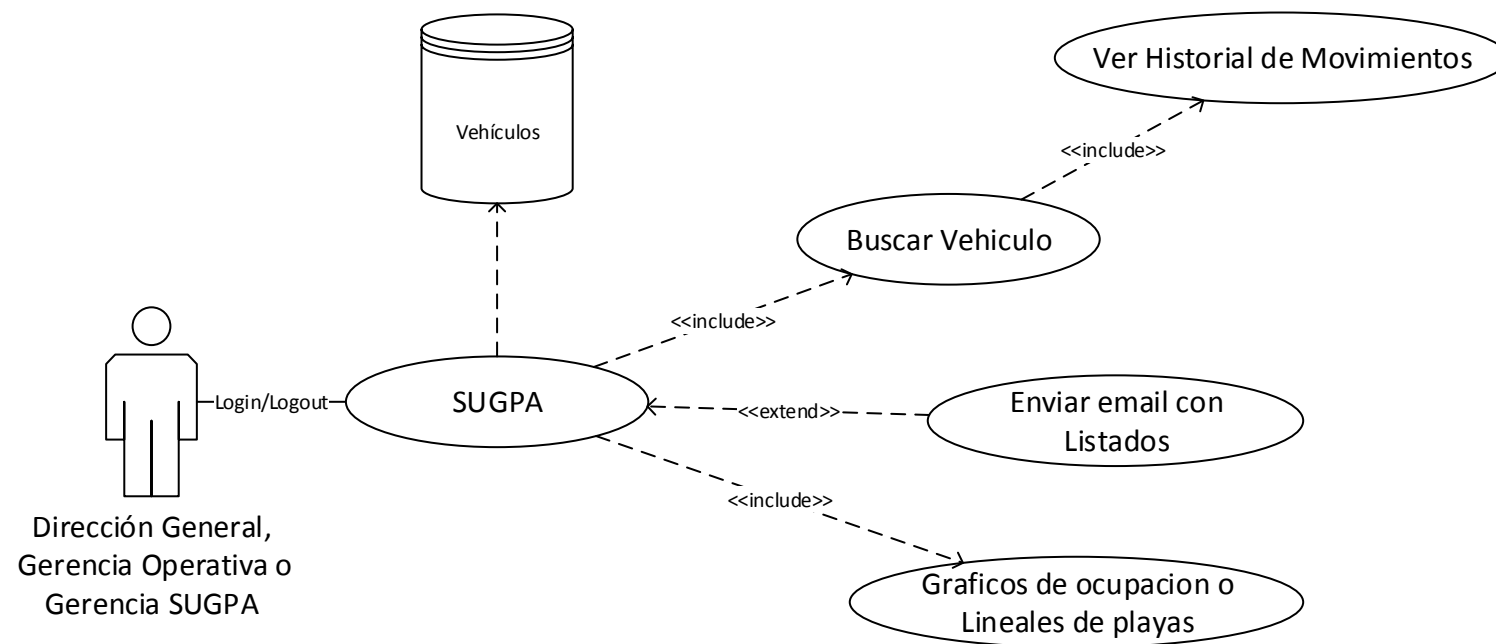 Ver Historial de Movimientos
Vehículos
<<include>>
Buscar Vehiculo
<<include>>
Login/Logout
SUGPA
<<extend>>
Enviar email con
Listados
<<include>>
Dirección General,
Gerencia Operativa o
Gerencia SUGPA
Graficos de ocupacion o
Lineales de playas